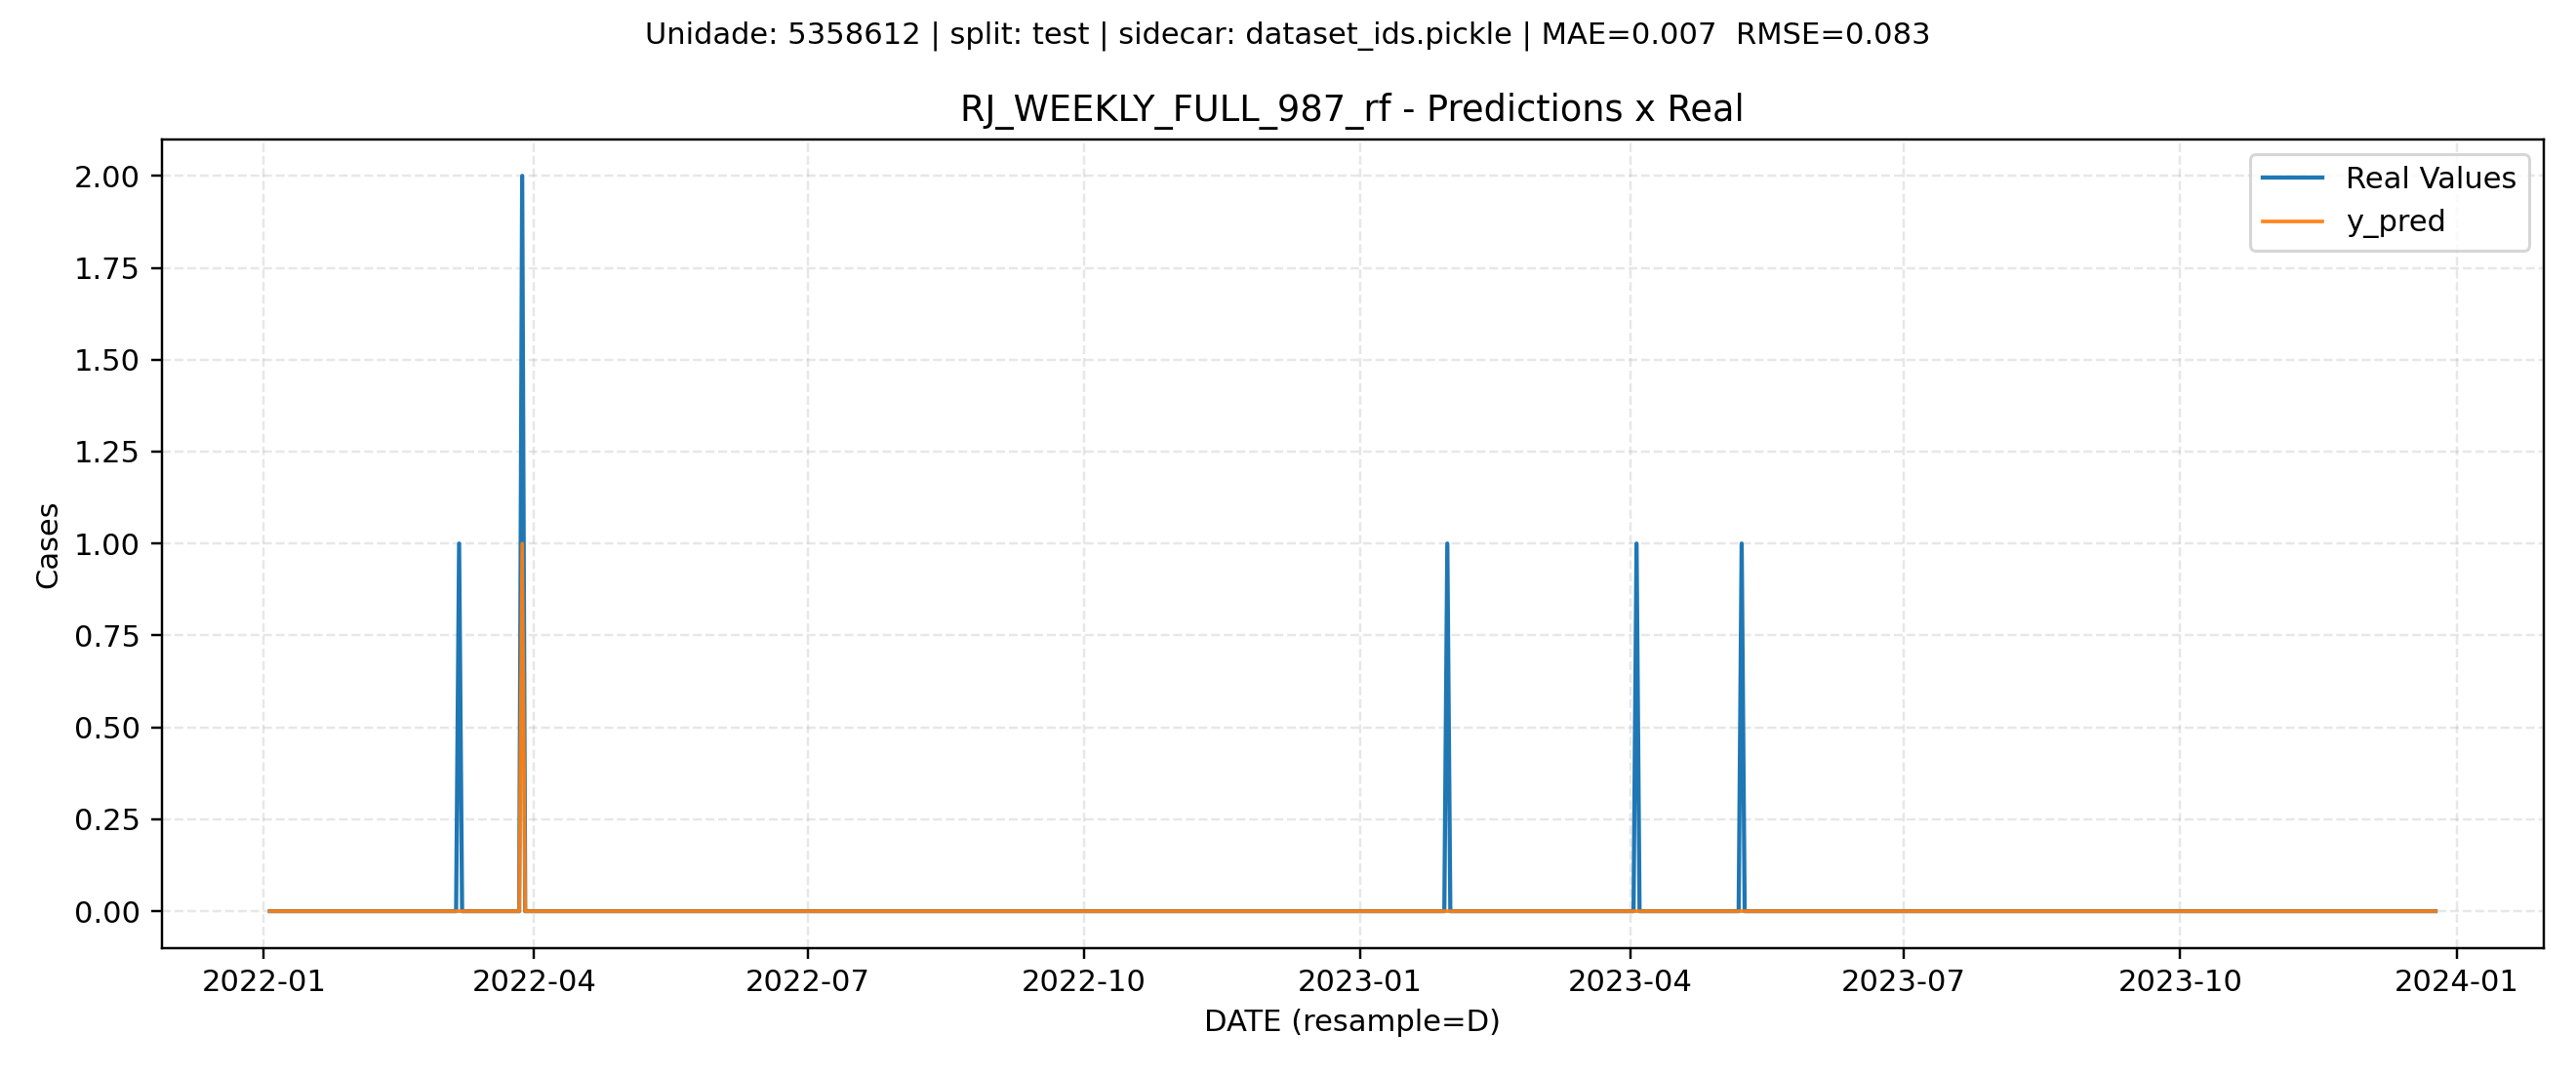 Unidade: 5358612 | split: test | sidecar: dataset_ids.pickle | MAE=0.007  RMSE=0.083
RJ_WEEKLY_FULL_987_rf - Predictions x Real
Real Values
y_pred
Cases
2.00
1.75
1.50
1.25
1.00
0.75
0.50
0.25
0.00
2022-01 2022-04 2022-07 2022-10 2023-01 2023-04 2023-07 2023-10 2024-01
DATE (resample=D)